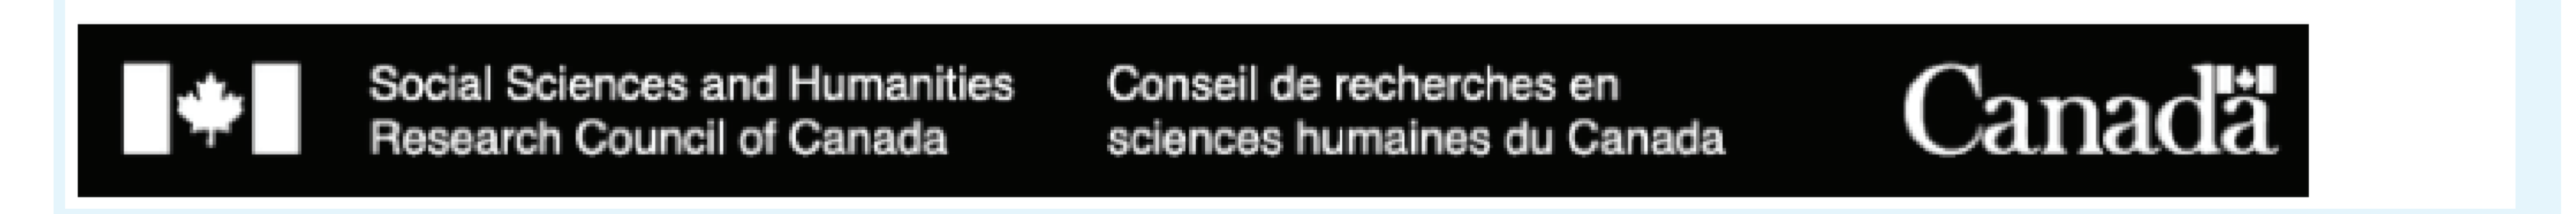 Social Sciences and Humanities
Research Council of Canada
Conseil de recherches en
sciences humaines du Canada
Canada